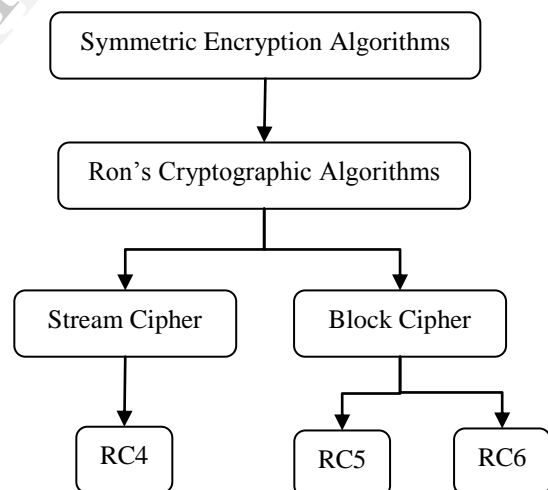 Symmetric Encryption Algorithms
Ron’s Cryptographic Algorithms
Stream Cipher
Block Cipher
RC4
RC5
RC6